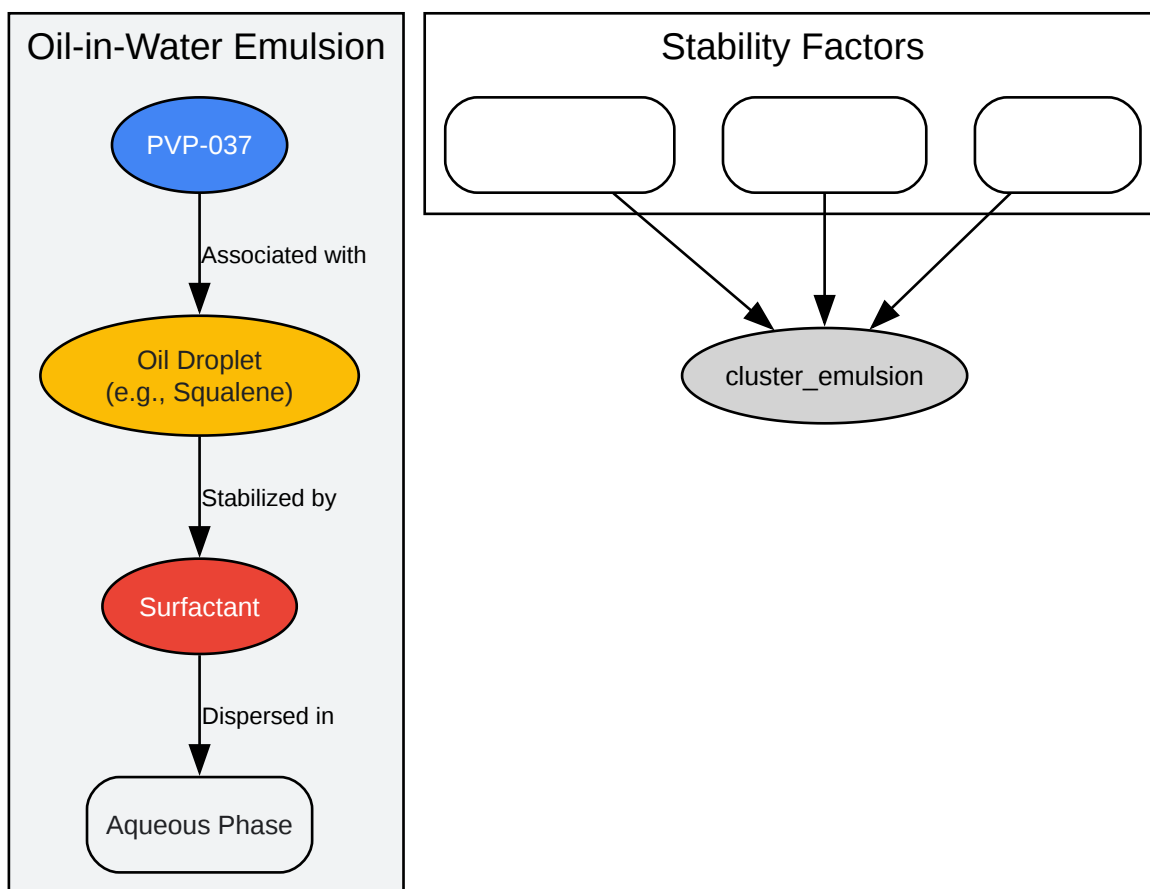 Oil-in-Water Emulsion
PVP-037
Associated with
Oil Droplet
(e.g., Squalene)
Stabilized by
Surfactant
Dispersed in
Aqueous Phase
Stability Factors
cluster_emulsion